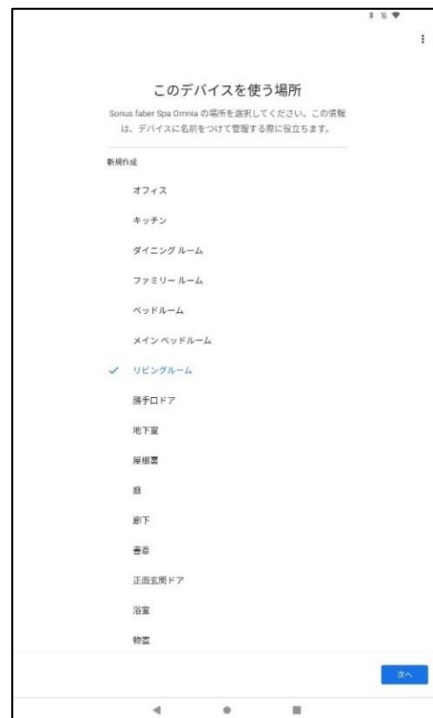 このデバイスを使う場所
Sonus faber Spa Omnia の場所を選択してください。この情報
は、デバイスに名前をつけて管理する際に役立ちます。
新規作成
オフィス
キッチン
ダイニング ルーム
ファミリー ルーム
ベッドルーム
メイン ベッドルーム
リビングルーム
勝手口ドア
地下室
屋根裏
庭
廊下
書斎
正面玄関ドア
浴室
物置
次へ